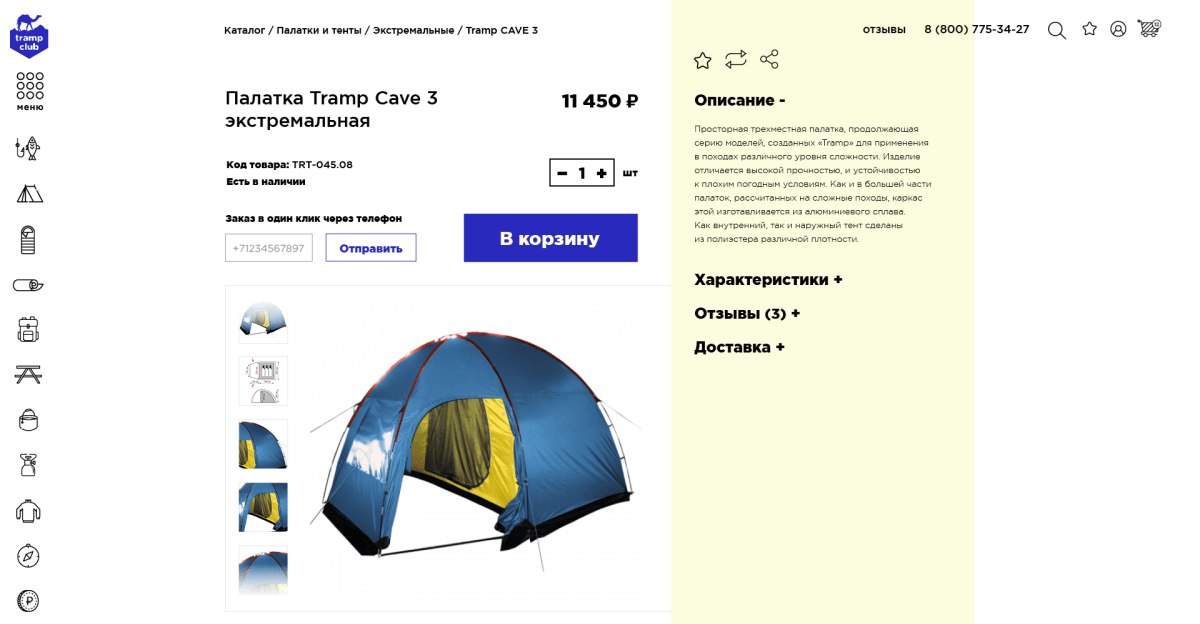 tramp
club
меню
Каталог / Палатки и тенты / Экстремальные / Tramp CAVE 3
отзывы 8 (800) 775-34-27
Палатка Tramp Cave 3
экстремальная
11 450 ₽
Код товара: TRT-045.08
Есть в наличии
– 1 + шт
Заказ в один клик через телефон
+71234567897
Отправить
В корзину
Описание -
Просторная трехместная палатка, продолжающая
серию моделей, созданных «Tramp» для применения
в походах различного уровня сложности. Изделие
отличается высокой прочностью, и устойчивостью
к плохим погодным условиям. Как и в большей части
палаток, рассчитанных на сложные походы, каркас
этой изготавливается из алюминиевого сплава.
Как внутренний, так и наружный тент сделаны
из полиэстера различной плотности.
Характеристики +
Отзывы (3) +
Доставка +